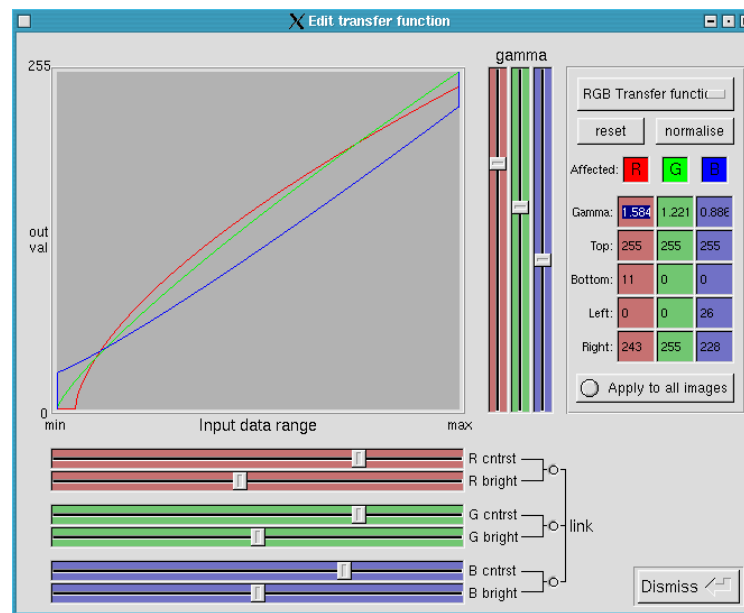 X Edit transfer function
gamma
255
out
val
0
min
Input data range
max
RGB Transfer functi
reset
normalise
Affected: R G B
Gamma: 1.584 1.221 0.886
Top: 255 255 255
Bottom: 11 0 0
Left: 0 0 26
Right: 243 255 228
Apply to all images
R cntrst
R bright
G cntrst
G bright
link
B cntrst
B bright
Dismiss